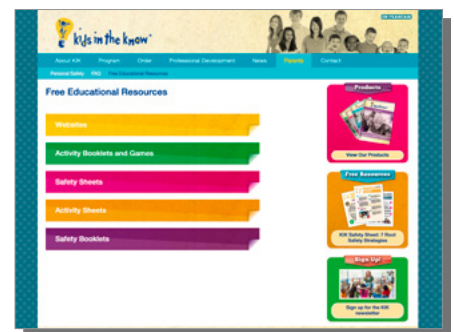 EN FRANÇAIS
kids in the know
About KIK Program Order Professional Development News Parents Contact
Personal Safety FAQ Free Educational Resources
Free Educational Resources
Websites
Activity Booklets and Games
Safety Sheets
Activity Sheets
Safety Booklets
Products
View Our Products
Free Resources
KIK Safety Sheet: 7 Root
Safety Strategies
Sign Up!
Sign up for the KIK
newsletter